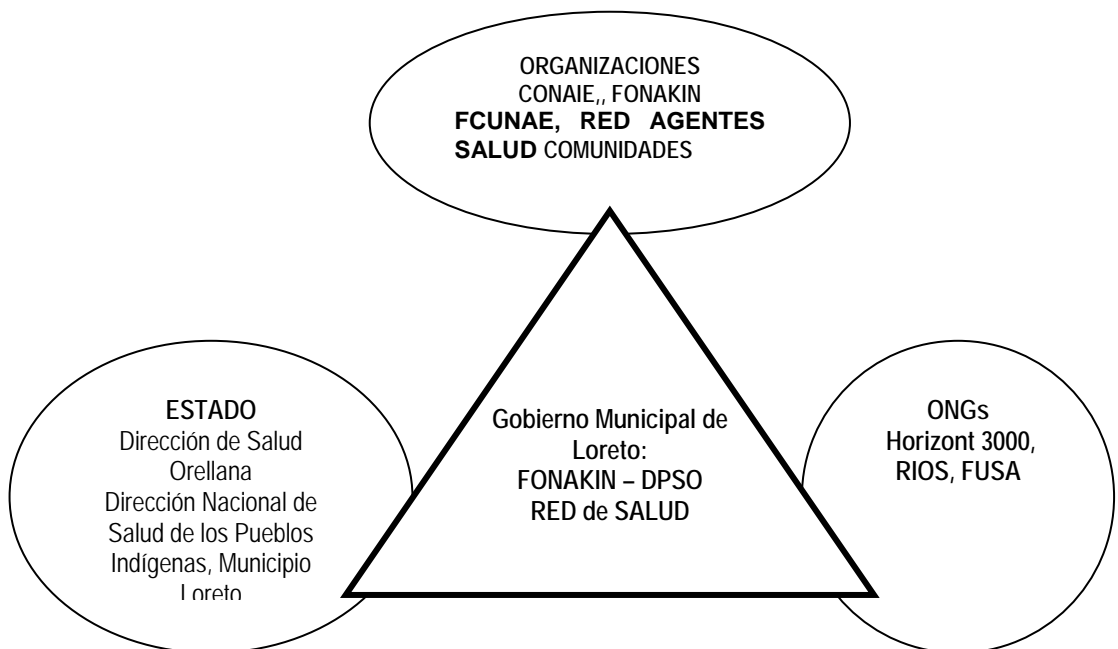 ORGANIZACIONES
CONAIE,, FONAKIN
FCUNAE, RED AGENTES
SALUD COMUNIDADES
ESTADO
Dirección de Salud
Orellana
Dirección Nacional de
Salud de los Pueblos
Indígenas, Municipio
Loreto
Gobierno Municipal de
Loreto:
FONAKIN – DPSO
RED de SALUD
ONGs
Horizont 3000,
RIOS, FUSA